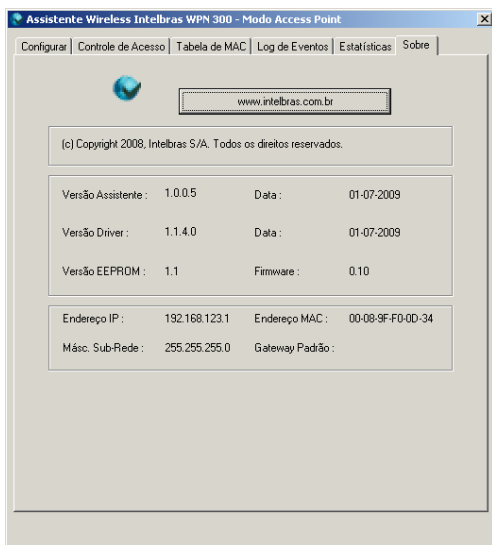 Assistente Wireless Intelbras WPN 300 - Modo Access Point
Configurar Controle de Acesso Tabela de MAC Log de Eventos Estatísticas Sobre
www.intelbras.com.br
(c) Copyright 2008, Intelbras S/A. Todos os direitos reservados.
Versão Assistente : 1.0.0.5 Data : 01-07-2009
Versão Driver : 1.1.4.0 Data : 01-07-2009
Versão EEPROM : 1.1 Firmware : 0.10
Endereço IP : 192.168.123.1 Endereço MAC : 00-08-9F-F0-0D-34
Másc. Sub-Rede : 255.255.255.0 Gateway Padrão :